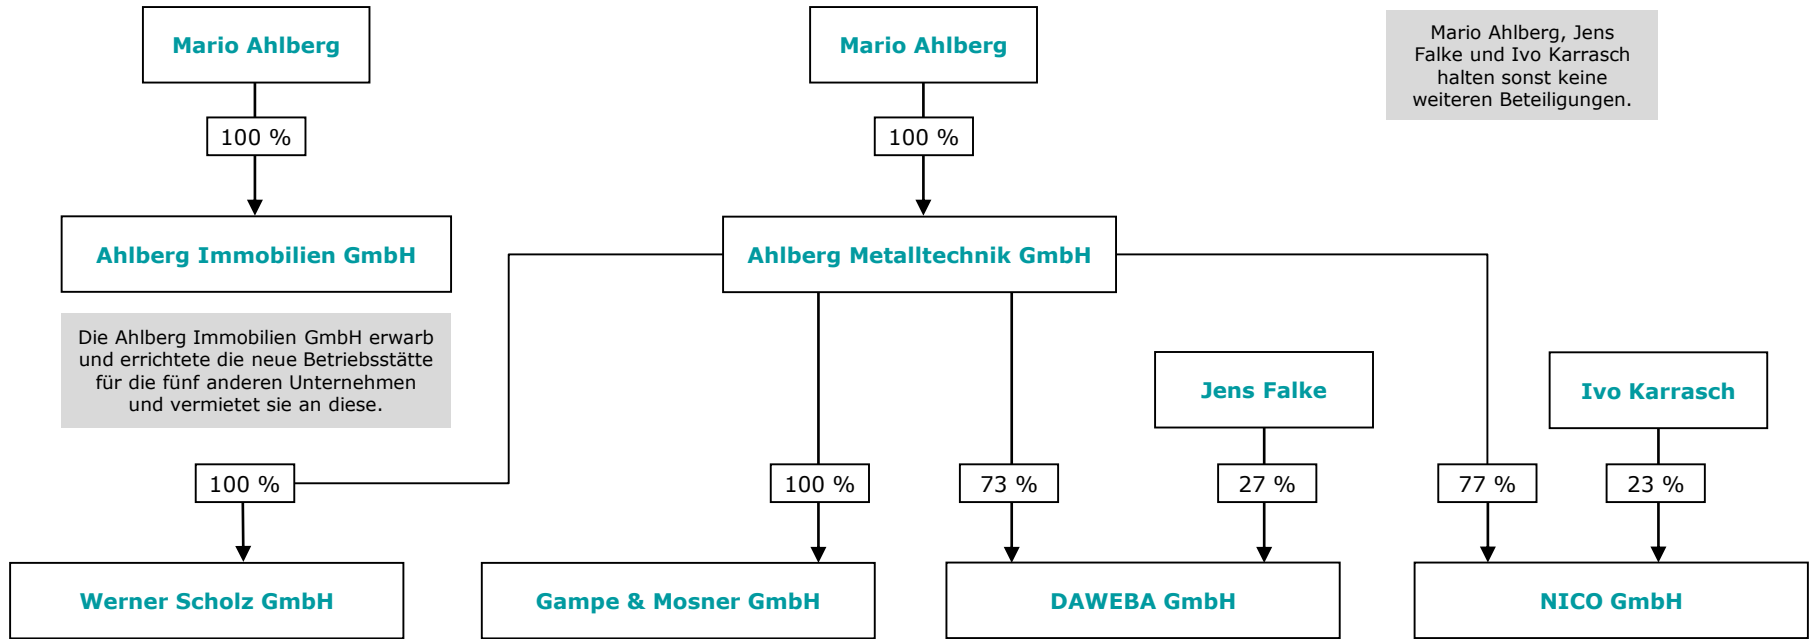 Mario Ahlberg
Mario Ahlberg
Mario Ahlberg, Jens
Falke und Ivo Karrasch
halten sonst keine
weiteren Beteiligungen.
100 %
100 %
Ahlberg Immobilien GmbH
Ahlberg Metalltechnik GmbH
Die Ahlberg Immobilien GmbH erwarb
und errichtete die neue Betriebsstätte
für die fünf anderen Unternehmen
und vermietet sie an diese.
Jens Falke
Ivo Karrasch
100 %
100 %
73 %
27 %
77 %
23 %
Werner Scholz GmbH
Gampe & Mosner GmbH
DAWEBA GmbH
NICO GmbH